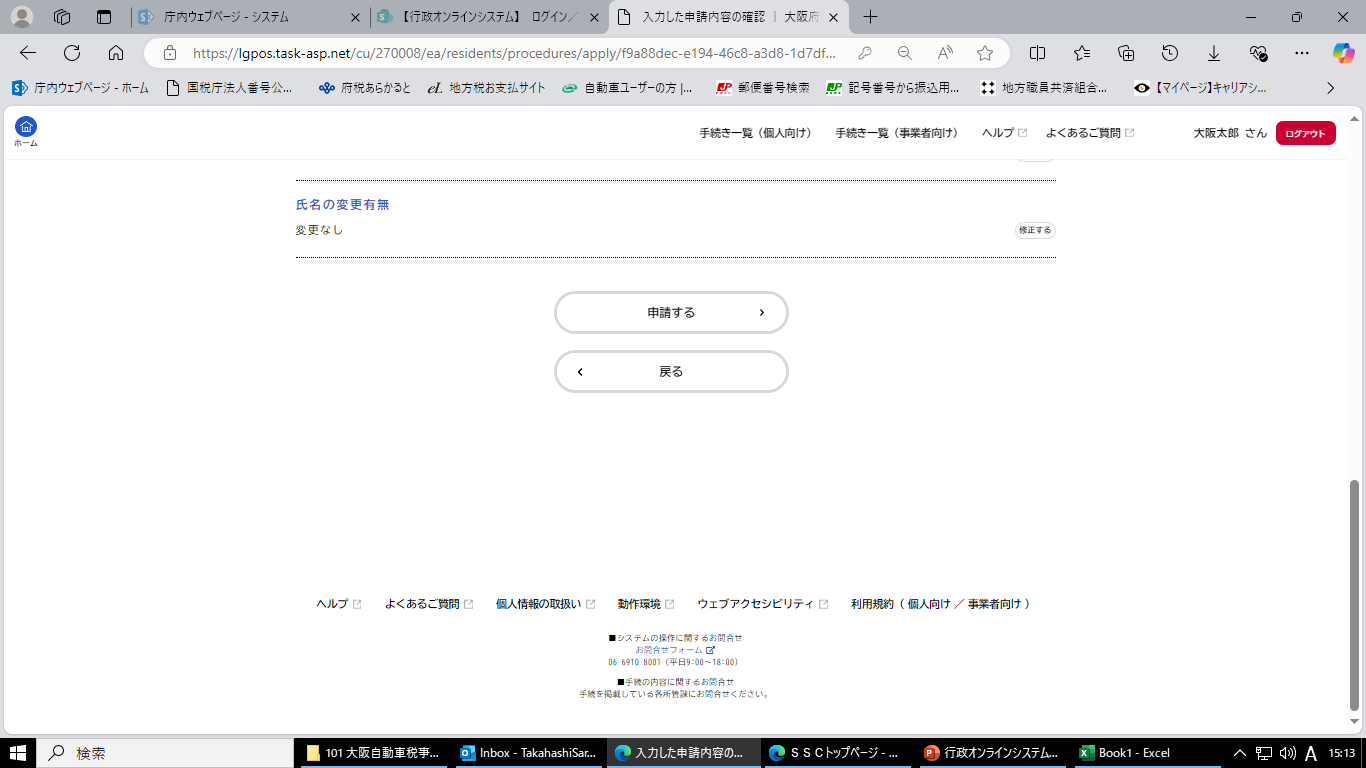 庁内ウェブページ - システム
【行政オンラインシステム】 ログイン／
入力した申請内容の確認 ｜ 大阪府
https://lgpos.task-asp.net/cu/270008/ea/residents/procedures/apply/f9a88dec-e194-46c8-a3d8-1d7df...
庁内ウェブページ - ホーム
国税庁法人番号公...
府税あらかると
地方税お支払サイト
自動車ユーザーの方 |...
郵便番号検索
記号番号から振込用...
地方職員共済組合...
【マイページ】キャリアシ...
ホーム
手続き一覧（個人向け）
手続き一覧（事業者向け）
ヘルプ
よくあるご質問
大阪太郎 さん
ログアウト
氏名の変更有無
変更なし
修正する
申請する
戻る
ヘルプ
よくあるご質問
個人情報の取扱い
動作環境
ウェブアクセシビリティ
利用規約（ 個人向け ／ 事業者向け ）
■システムの操作に関するお問合せ
お問合せフォーム
06-6910-8001（平日9:00～18:00）
■手続の内容に関するお問合せ
手続を掲載している各所管課にお問合せください。
検索
101 大阪自動車税事...
Inbox - TakahashiSar...
入力した申請内容の...
ＳＳＣトップページ - ...
行政オンラインシステム...
Book1 - Excel
A
15:13